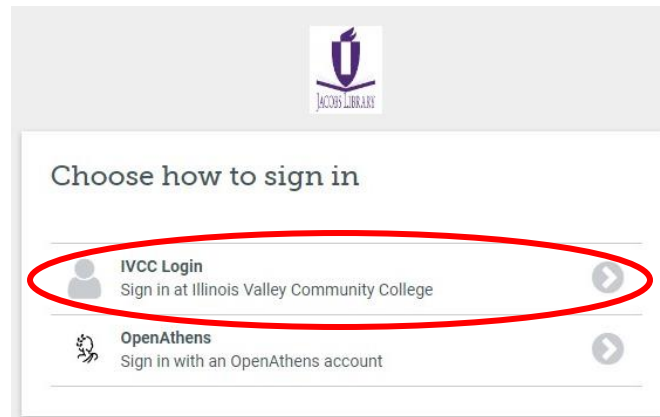 JACOBS LIBRARY
Choose how to sign in
IVCC Login
Sign in at Illinois Valley Community College
OpenAthens
Sign in with an OpenAthens account